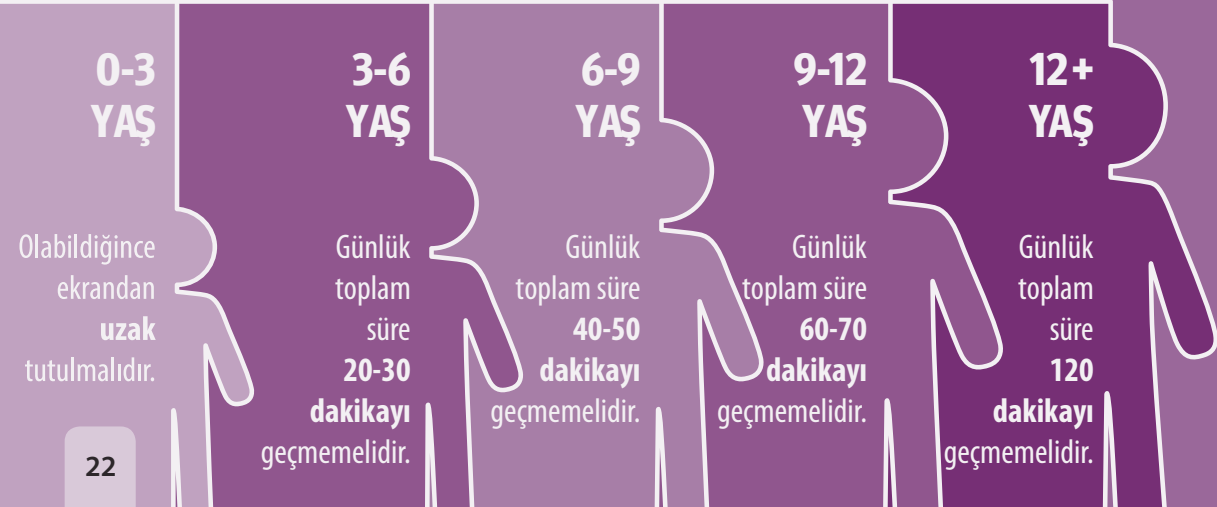 0-3
YAŞ
Olabildiğince
ekrandan
uzak
tutulmalıdır.
3-6
YAŞ
Günlük
toplam
süre
20-30
dakikayı
geçmemelidir.
6-9
YAŞ
Günlük
toplam süre
40-50
dakikayı
geçmemelidir.
9-12
YAŞ
Günlük
toplam süre
60-70
dakikayı
geçmemelidir.
12+
YAŞ
Günlük
toplam
süre
120
dakikayı
geçmemelidir.
22